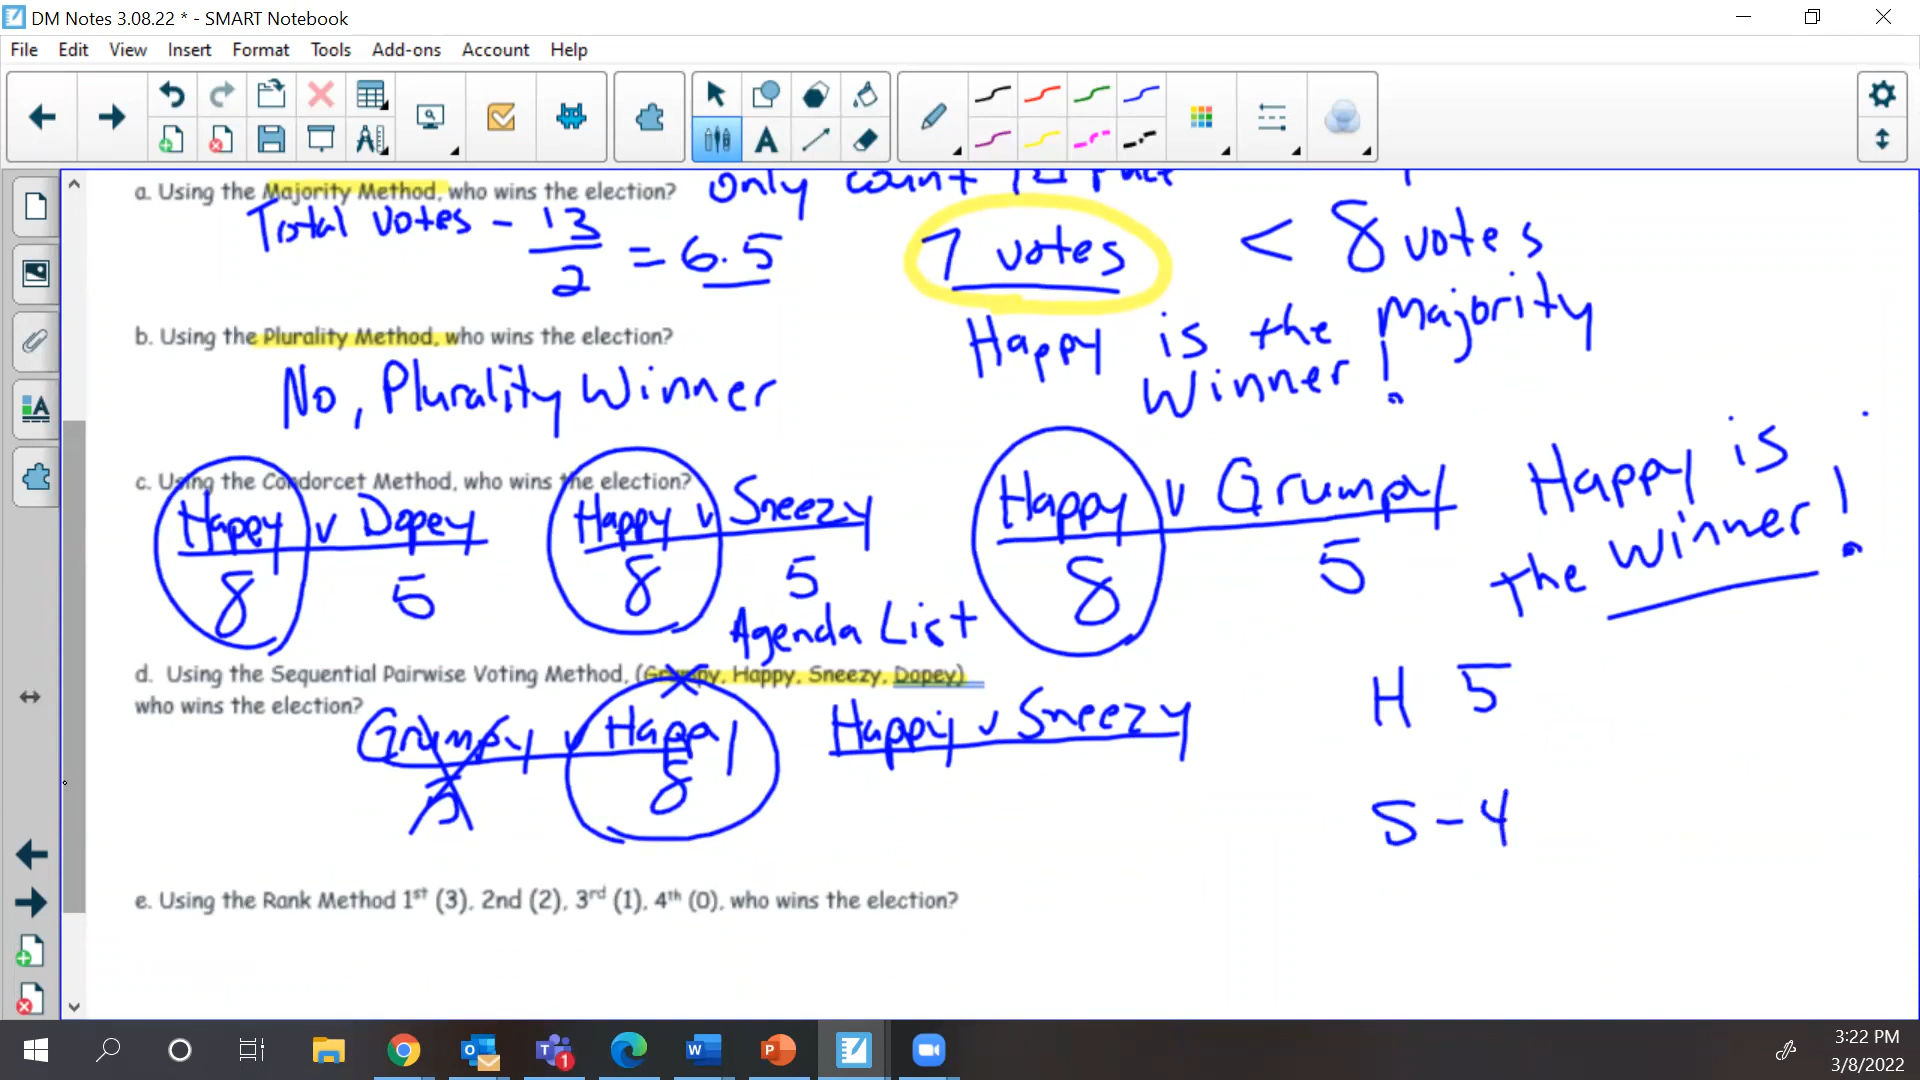 DM Notes 3.08.22 * - SMART Notebook
File Edit View Insert Format Tools Add-ons Account Help
a. Using the Majority Method, who wins the election? Only count
Total votes - 13
2
= 6.5
7 votes < 8 votes
Happy is the Majority
Winner!
b. Using the Plurality Method, who wins the election?
No, Plurality Winner
c. Using the Condorcet Method, who wins the election?
Happy v Dopey
8 5
Happy v Sneezy
8 5
Happy v Grumpy
8 5
Happy is
the winner!
Agenda List
d. Using the Sequential Pairwise Voting Method, (Grumpy, Happy, Sneezy, Dopey)
who wins the election?
Grumpy v Happy
5 8
Happy v Sneezy
H 5
S - 4
e. Using the Rank Method 1st (3), 2nd (2), 3rd (1), 4th (0), who wins the election?
1
3:22 PM
3/8/2022